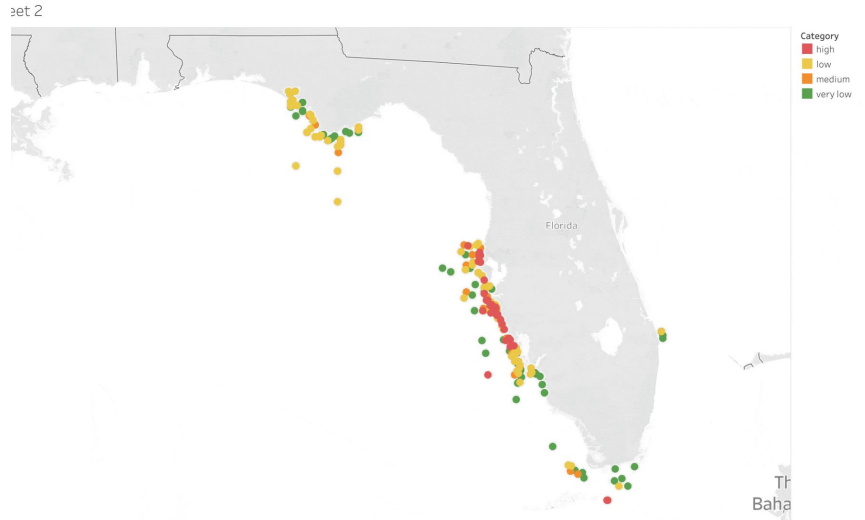 eet 2
Category
high
low
medium
very low
Florida
Th
Baha